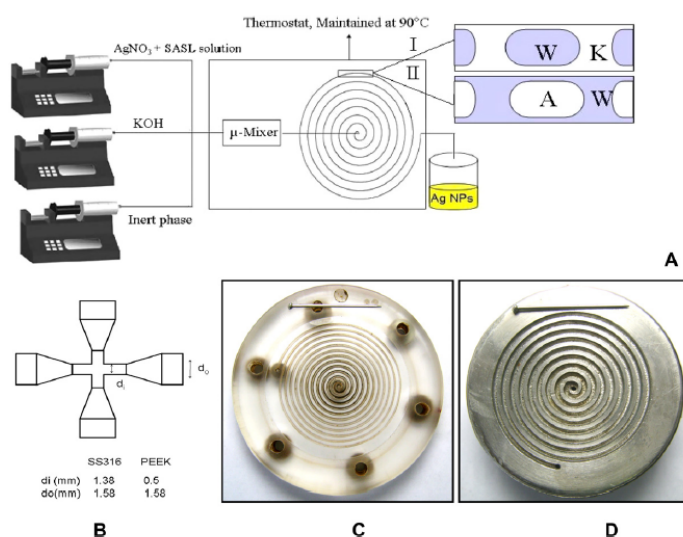 Thermostat, Maintained at 90°C
AgNO₃ + SASL solution
KOH
µ-Mixer
Inert phase
I
II
W
K
A
W
Ag NPs
A
dᵢ
dₒ
SS316 PEEK
di (mm) 1.38 0.5
do(mm) 1.58 1.58
B
C
D